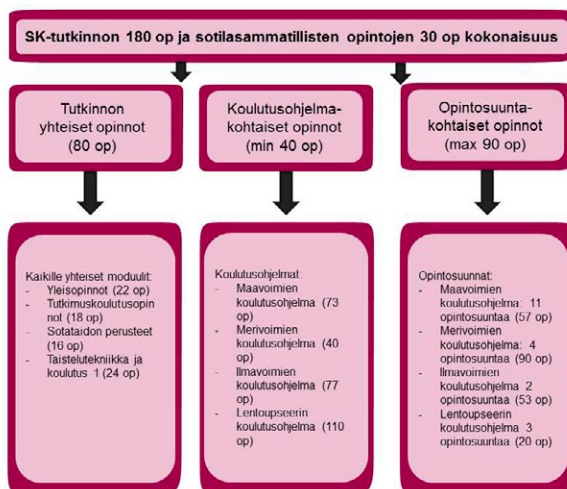 SK-tutkinnon 180 op ja sotilasammatillisten opintojen 30 op kokonaisuus
Tutkinnon
yhteiset opinnot
(80 op)
Koulutusohjelma-
kohtaiset opinnot
(min 40 op)
Opintosuunta-
kohtaiset opinnot
(max 90 op)
Kaikille yhteiset moduulit:
- Yleisopinnot (22 op)
- Tutkimuskoulutusopin
not (18 op)
- Sotataidon perusteet
(16 op)
- Taistelutekniikka ja
koulutus 1 (24 op)
Koulutusohjelmat:
- Maavoimien
koulutusohjelma (73
op)
- Merivoimien
koulutusohjelma (40
op)
- Ilmavoimien
koulutusohjelma (77
op)
- Lentoupseerin
koulutusohjelma (110
op)
Opintosuunnat:
- Maavoimien
koulutusohjelma: 11
opintosuuntaa (57 op)
- Merivoimien
koulutusohjelma: 4
opintosuuntaa (90 op)
- Ilmavoimien
koulutusohjelma 2
opintosuuntaa (53 op)
- Lentoupseerin
koulutusohjelma 3
opintosuuntaa (20 op)